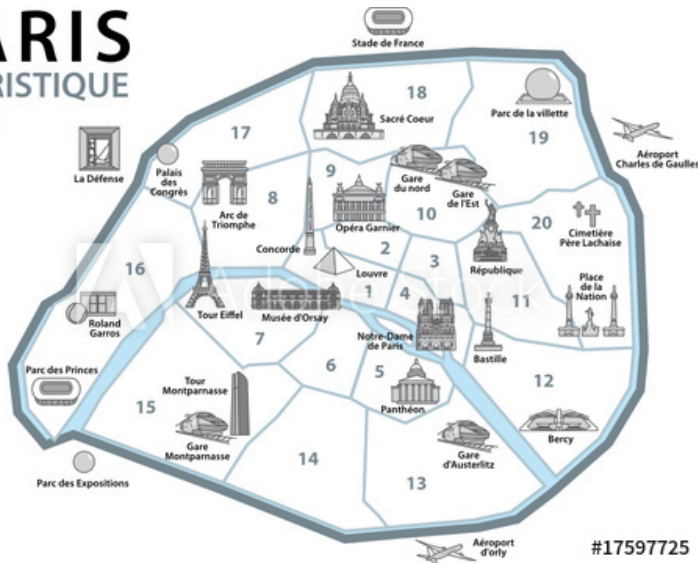 ARIS
RISTIQUE
Stade de France
18
Sacré Coeur
Parc de la villette
19
17
Aéroport
Charles de Gaulles
La Défense
Palais
des
Congrès
9
Gare
du nord
Gare
de l'Est
8
Arc de
Triomphe
Opéra Garnier
10
20
Cimetière
Père Lachaise
Concorde
2
3
République
Louvre
16
Place
de la
Nation
Adobe Stock
1
4
11
Tour Eiffel
Musée d'Orsay
Roland
Garros
Notre-Dame
de Paris
7
Bastille
6
5
Parc des Princes
Tour
Montparnasse
12
Panthéon
15
Bercy
Gare
Montparnasse
14
Gare
d'Austerlitz
13
Parc des Expositions
Aéroport
d'orly
#17597725